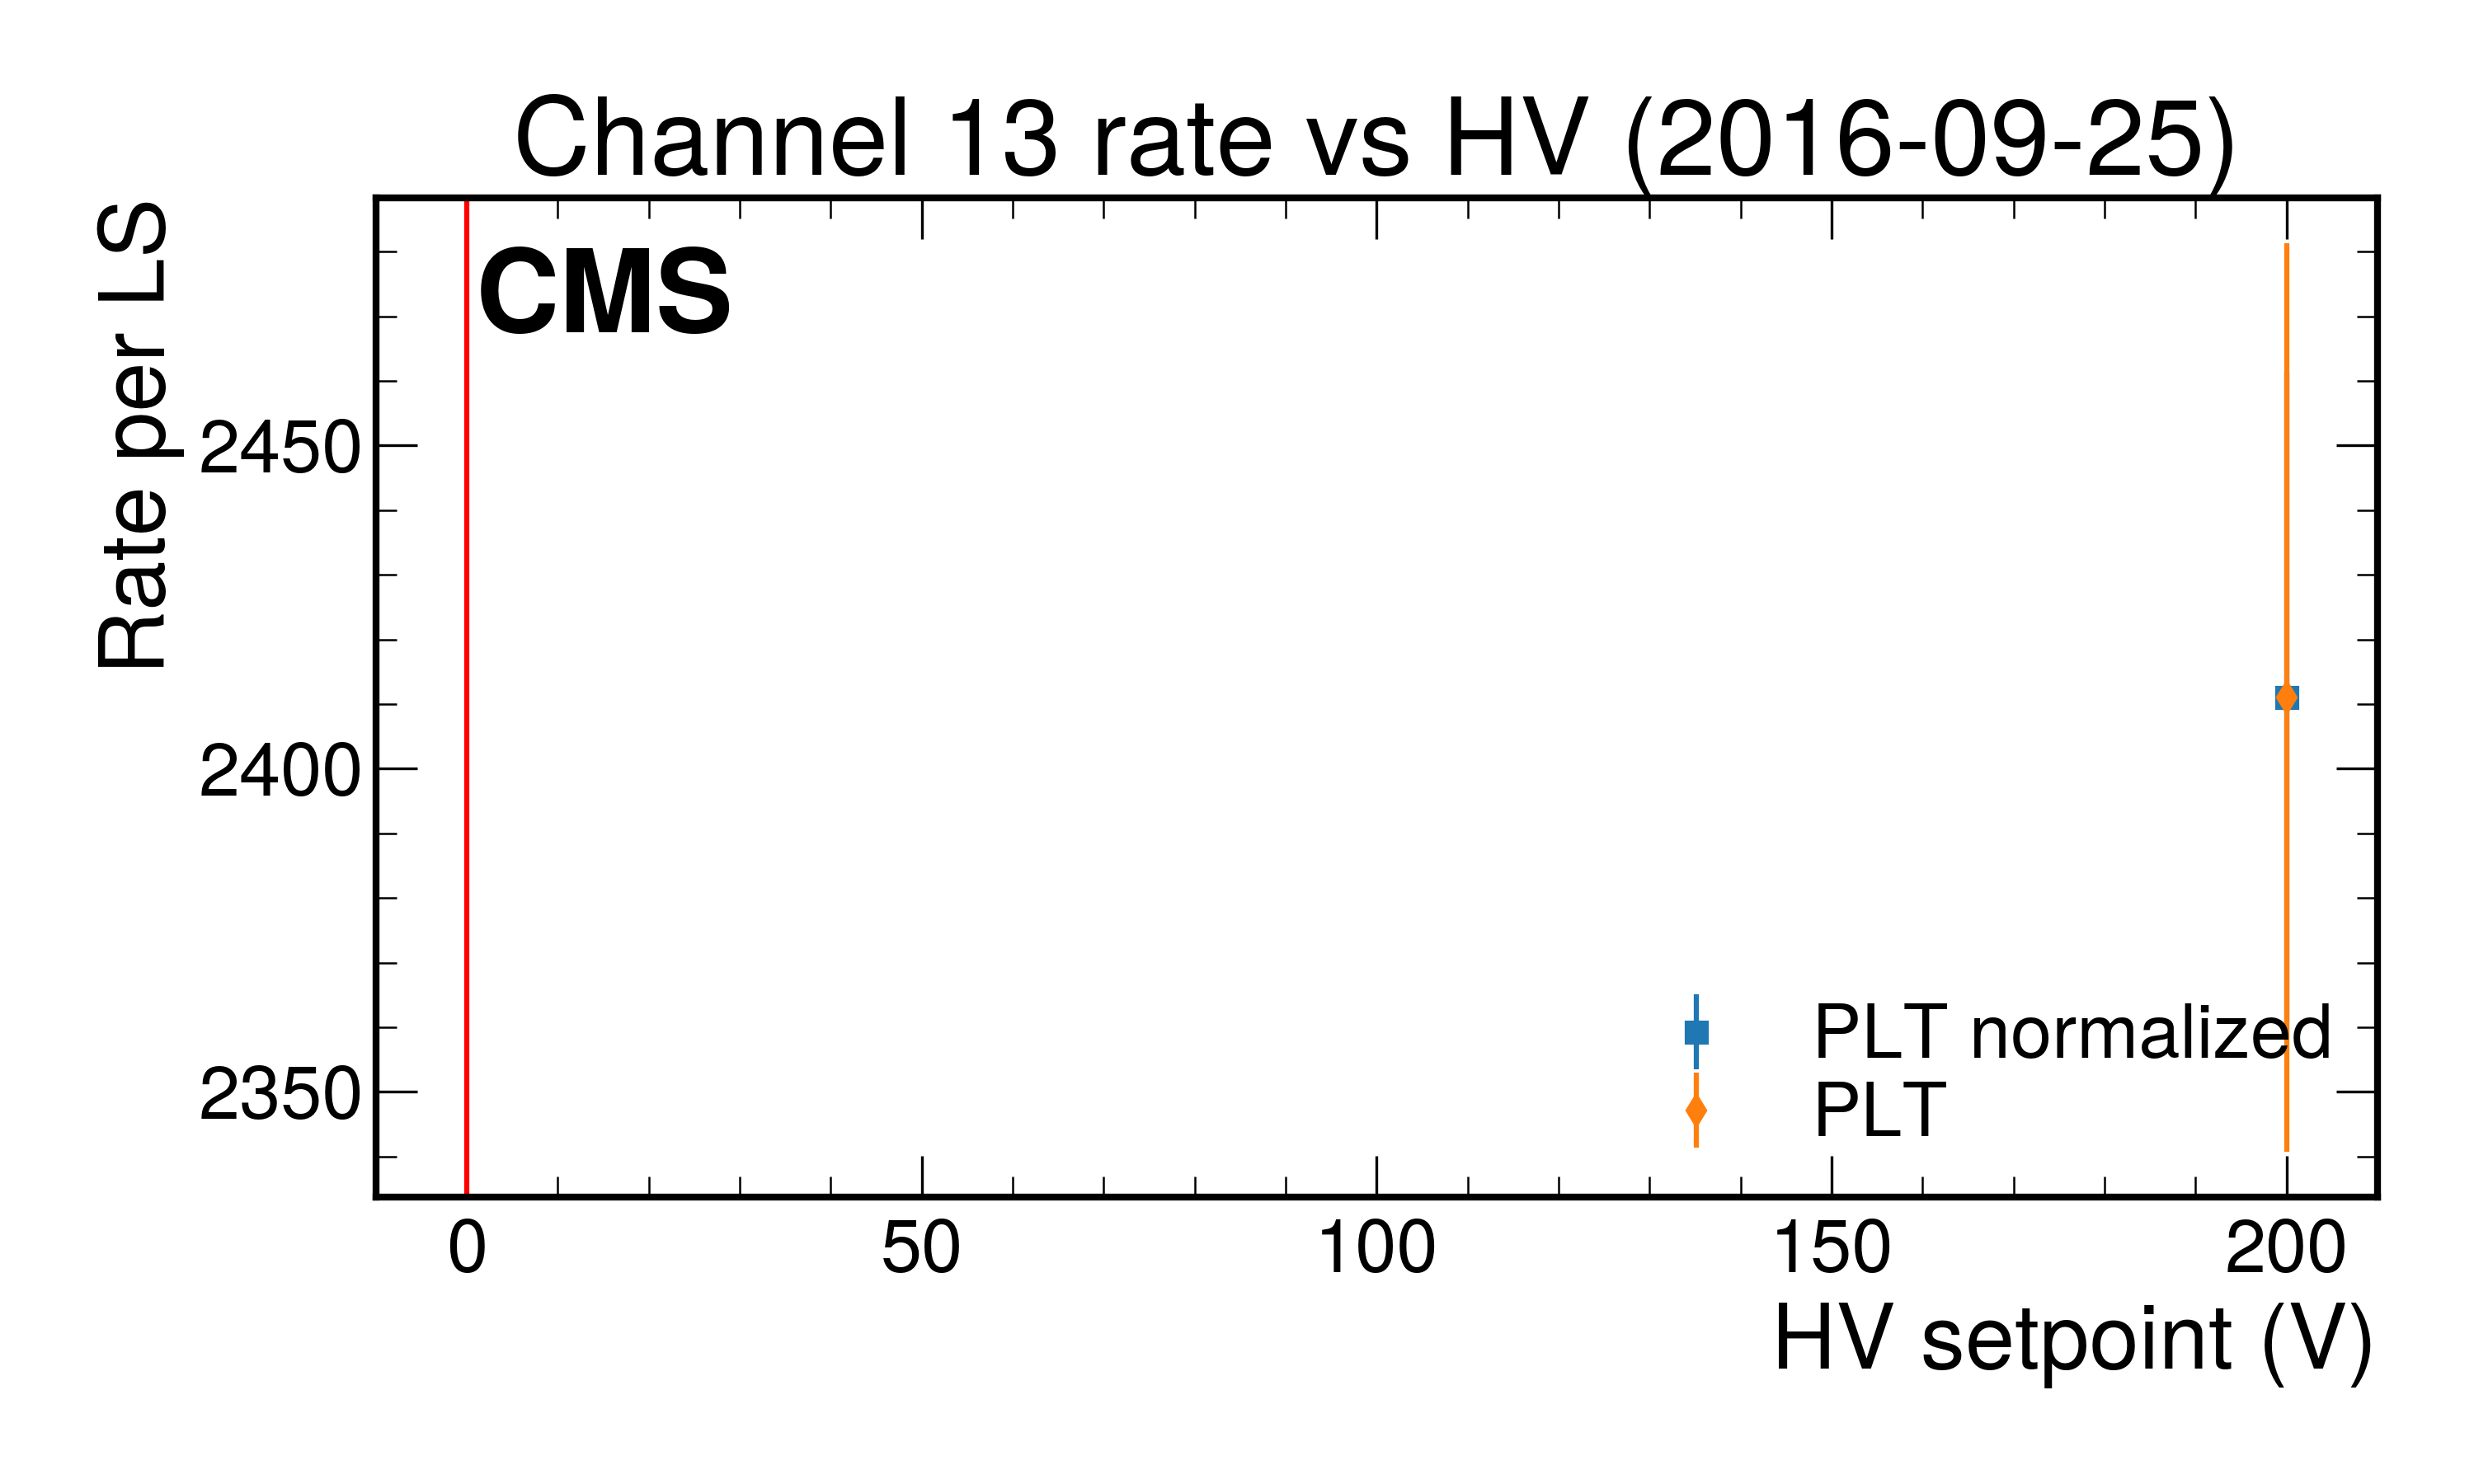 Channel 13 rate vs HV (2016-09-25)
CMS
Rate per LS
2450
2400
2350
PLT normalized
PLT
0 50 100 150 200
HV setpoint (V)